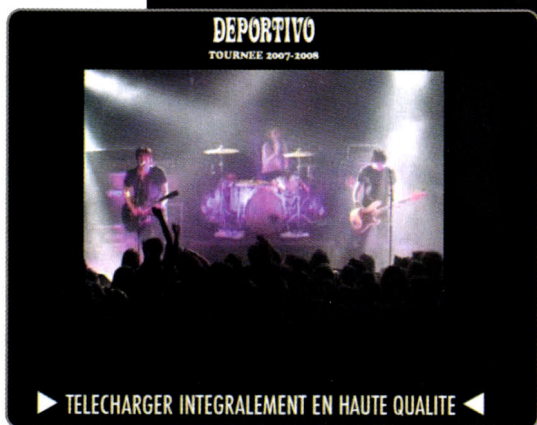 DEPORTIVO
TOURNEE 2007-2008
TELECHARGER INTEGRALEMENT EN HAUTE QUALITE